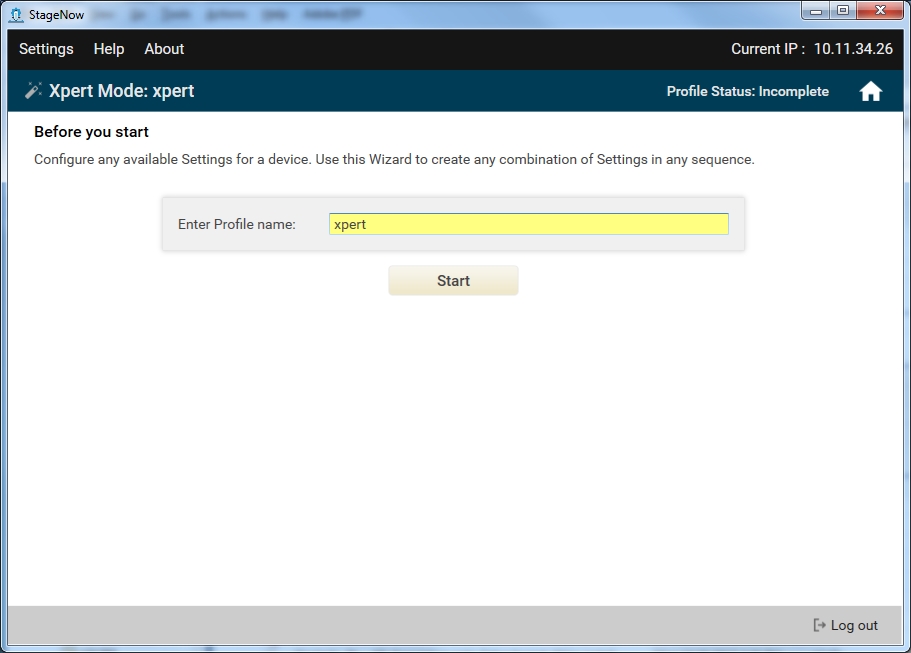 StageNow
Settings Help About Current IP : 10.11.34.26
Xpert Mode: xpert Profile Status: Incomplete
Before you start
Configure any available Settings for a device. Use this Wizard to create any combination of Settings in any sequence.
Enter Profile name: xpert
Start
Log out